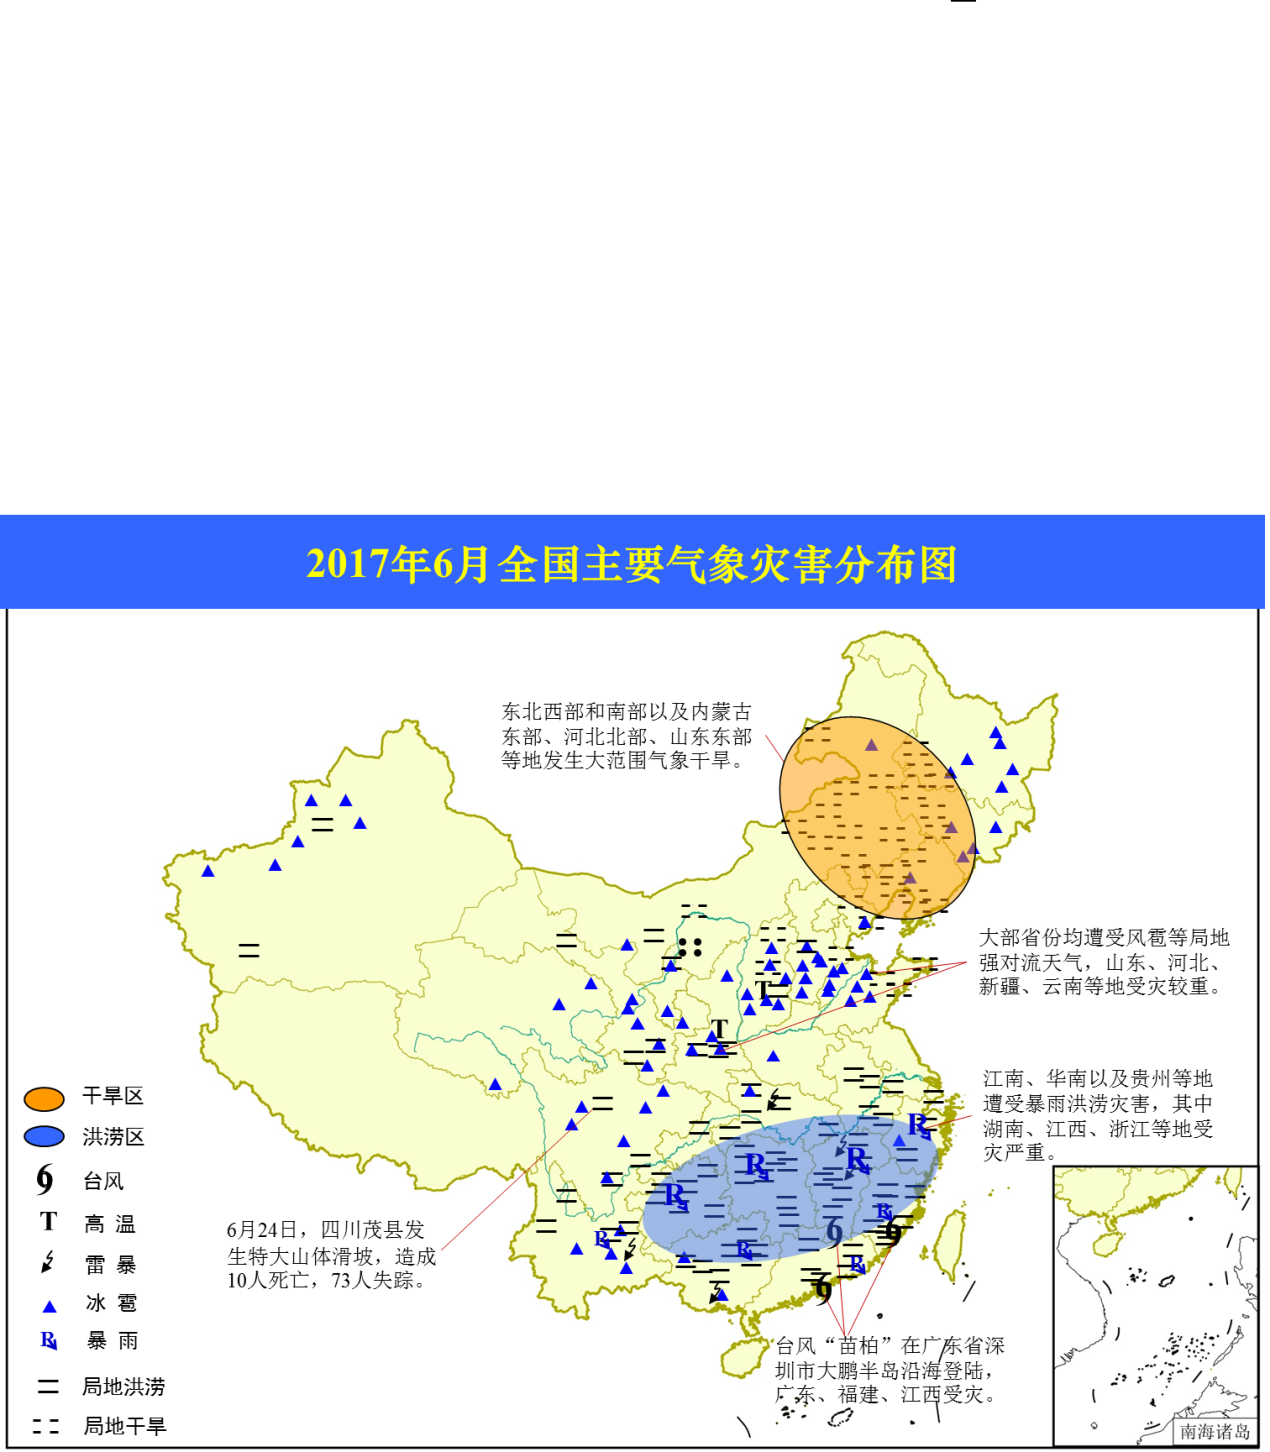 2017年6月全国主要气象灾害分布图
东北西部和南部以及内蒙古
东部、河北北部、山东东部
等地发生大范围气象干旱。
大部省份均遭受风雹等局地
强对流天气，山东、河北、
新疆、云南等地受灾较重。
江南、华南以及贵州等地
遭受暴雨洪涝灾害，其中
湖南、江西、浙江等地受
灾严重。
6月24日，四川茂县发
生特大山体滑坡，造成
10人死亡，73人失踪。
台风“苗柏”在广东省深
圳市大鹏半岛沿海登陆，
广东、福建、江西受灾。
干旱区
洪涝区
台风
T 高 温
雷 暴
冰 雹
R 暴 雨
局地洪涝
局地干旱
南海诸岛